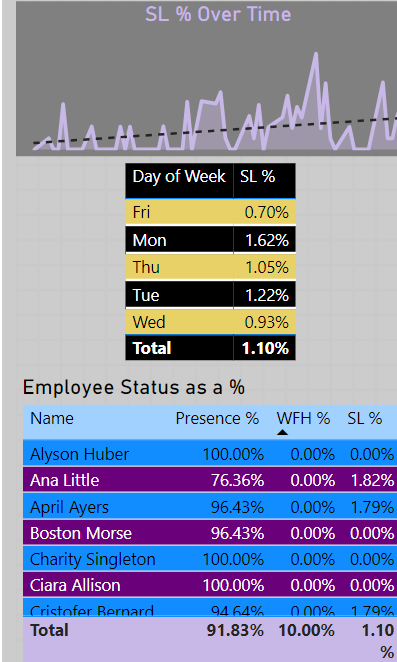 SL % Over Time
Day of Week SL %
Fri 0.70%
Mon 1.62%
Thu 1.05%
Tue 1.22%
Wed 0.93%
Total 1.10%
Employee Status as a %
Name Presence % WFH % SL %
Alyson Huber 100.00% 0.00% 0.00%
Ana Little 76.36% 0.00% 1.82%
April Ayers 96.43% 0.00% 1.79%
Boston Morse 96.43% 0.00% 0.00%
Charity Singleton 100.00% 0.00% 0.00%
Ciara Allison 100.00% 0.00% 0.00%
Cristofer Bernard 94.64% 0.00% 1.79%
Total 91.83% 10.00% 1.10
%